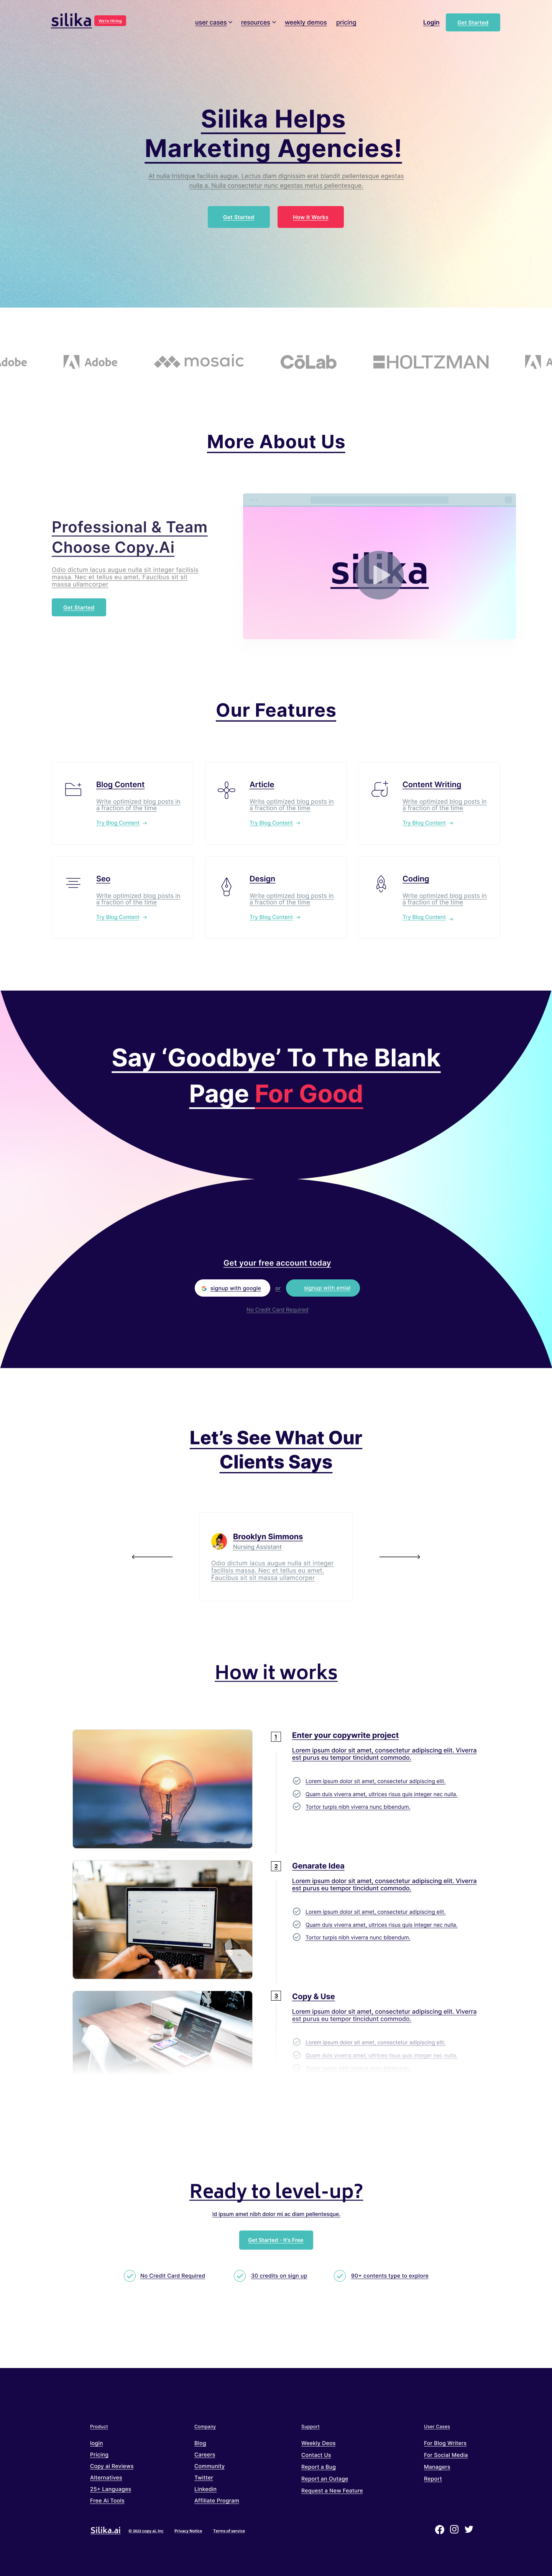 silika
We're Hiring
user cases
resources
weekly demos
pricing
Login
Get Started
Silika Helps
Marketing Agencies!
At nulla tristique facilisis augue. Lectus diam dignissim erat blandit pellentesque egestas
nulla a. Nulla consectetur nunc egestas metus pelientesque.
Get Started
How It Works
dobe
Adobe
mosaic
CōLab
HOLTZMAN
A
More About Us
Professional & Team
Choose Copy.Ai
Odio dictum lacus augue nulla sit integer facilisis
massa. Nec et tellus eu amet. Faucibus sit sit
massa ullamcorper
Get Started
silika
Our Features
Blog Content
Write optimized blog posts in
a fraction of the time
Try Blog Content
Article
Write optimized blog posts in
a fraction of the time
Try Blog Content
Content Writing
Write optimized blog posts in
a fraction of the time
Try Blog Content
Seo
Write optimized blog posts in
a fraction of the time
Try Blog Content
Design
Write optimized blog posts in
a fraction of the time
Try Blog Content
Coding
Write optimized blog posts in
a fraction of the time
Try Blog Content
Say ‘Goodbye’ To The Blank
Page For Good
Get your free account today
signup with google
or
signup with emial
No Credit Card Required
Let’s See What Our
Clients Says
Brooklyn Simmons
Nursing Assistant
Odio dictum lacus augue nulla sit integer
facilisis massa. Nec et tellus eu amet.
Faucibus sit sit massa ullamcorper
How it works
1
Enter your copywrite project
Lorem ipsum dolor sit amet, consectetur adipiscing elit. Viverra
est purus eu tempor tincidunt commodo.
Lorem ipsum dolor sit amet, consectetur adipiscing elit.
Quam duis viverra amet, ultrices risus quis integer nec nulla.
Tortor turpis nibh viverra nunc bibendum.
2
Genarate Idea
Lorem ipsum dolor sit amet, consectetur adipiscing elit. Viverra
est purus eu tempor tincidunt commodo.
Lorem ipsum dolor sit amet, consectetur adipiscing elit.
Quam duis viverra amet, ultrices risus quis integer nec nulla.
Tortor turpis nibh viverra nunc bibendum.
3
Copy & Use
Lorem ipsum dolor sit amet, consectetur adipiscing elit. Viverra
est purus eu tempor tincidunt commodo.
Lorem ipsum dolor sit amet, consectetur adipiscing elit.
Quam duis viverra amet, ultrices risus quis integer nec nulla.
Ready to level-up?
Id ipsum amet nibh dolor mi ac diam pellentesque.
Get Started - It's Free
No Credit Card Required
30 credits on sign up
90+ contents type to explore
Product
login
Pricing
Copy ai Reviews
Alternatives
25+ Languages
Free Ai Tools
Company
Blog
Careers
Community
Twitter
Linkedin
Affiliate Program
Support
Weekly Deos
Contact Us
Report a Bug
Report an Outage
Request a New Feature
User Cases
For Blog Writers
For Social Media
Managers
Report
Silika.ai
© 2023 copy ai, Inc
Privacy Notice
Terms of service